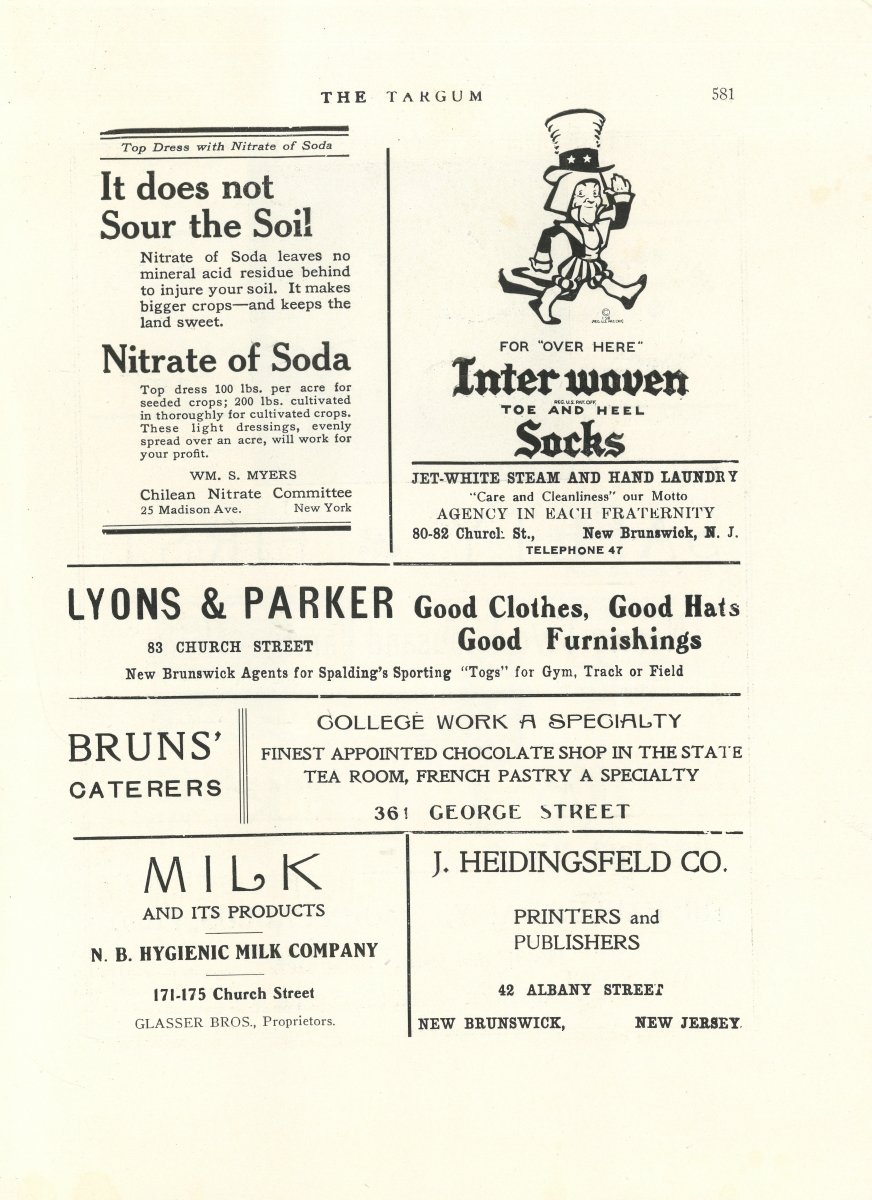 THE TARGUM
581
Top Dress with Nitrate of Soda
It does not
Sour the Soil
Nitrate of Soda leaves no
mineral acid residue behind
to injure your soil. It makes
bigger crops—and keeps the
land sweet.
Nitrate of Soda
Top dress 100 lbs. per acre for
seeded crops; 200 lbs. cultivated
in thoroughly for cultivated crops.
These light dressings, evenly
spread over an acre, will work for
your profit.
WM. S. MYERS
Chilean Nitrate Committee
25 Madison Ave. New York
FOR "OVER HERE"
Interwoven
REG. U.S. PAT. OFF.
TOE AND HEEL
Socks
JET-WHITE STEAM AND HAND LAUNDRY
"Care and Cleanliness" our Motto
AGENCY IN EACH FRATERNITY
80-82 Church St., New Brunswick, N. J.
TELEPHONE 47
LYONS & PARKER
83 CHURCH STREET
Good Clothes, Good Hats
Good Furnishings
New Brunswick Agents for Spalding's Sporting "Togs" for Gym, Track or Field
BRUNS'
CATERERS
COLLEGE WORK A SPECIALTY
FINEST APPOINTED CHOCOLATE SHOP IN THE STATE
TEA ROOM, FRENCH PASTRY A SPECIALTY
361 GEORGE STREET
MILK
AND ITS PRODUCTS
N. B. HYGIENIC MILK COMPANY
171-175 Church Street
GLASSER BROS., Proprietors.
J. HEIDINGSFELD CO.
PRINTERS and
PUBLISHERS
42 ALBANY STREET
NEW BRUNSWICK, NEW JERSEY.